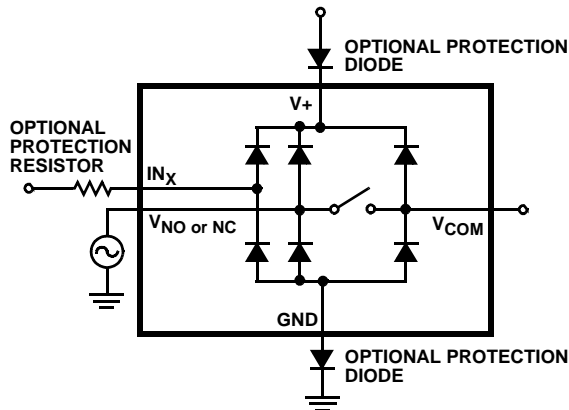 OPTIONAL PROTECTION
DIODE
V+
OPTIONAL
PROTECTION
RESISTOR
INX
VNO or NC
VCOM
GND
OPTIONAL PROTECTION
DIODE